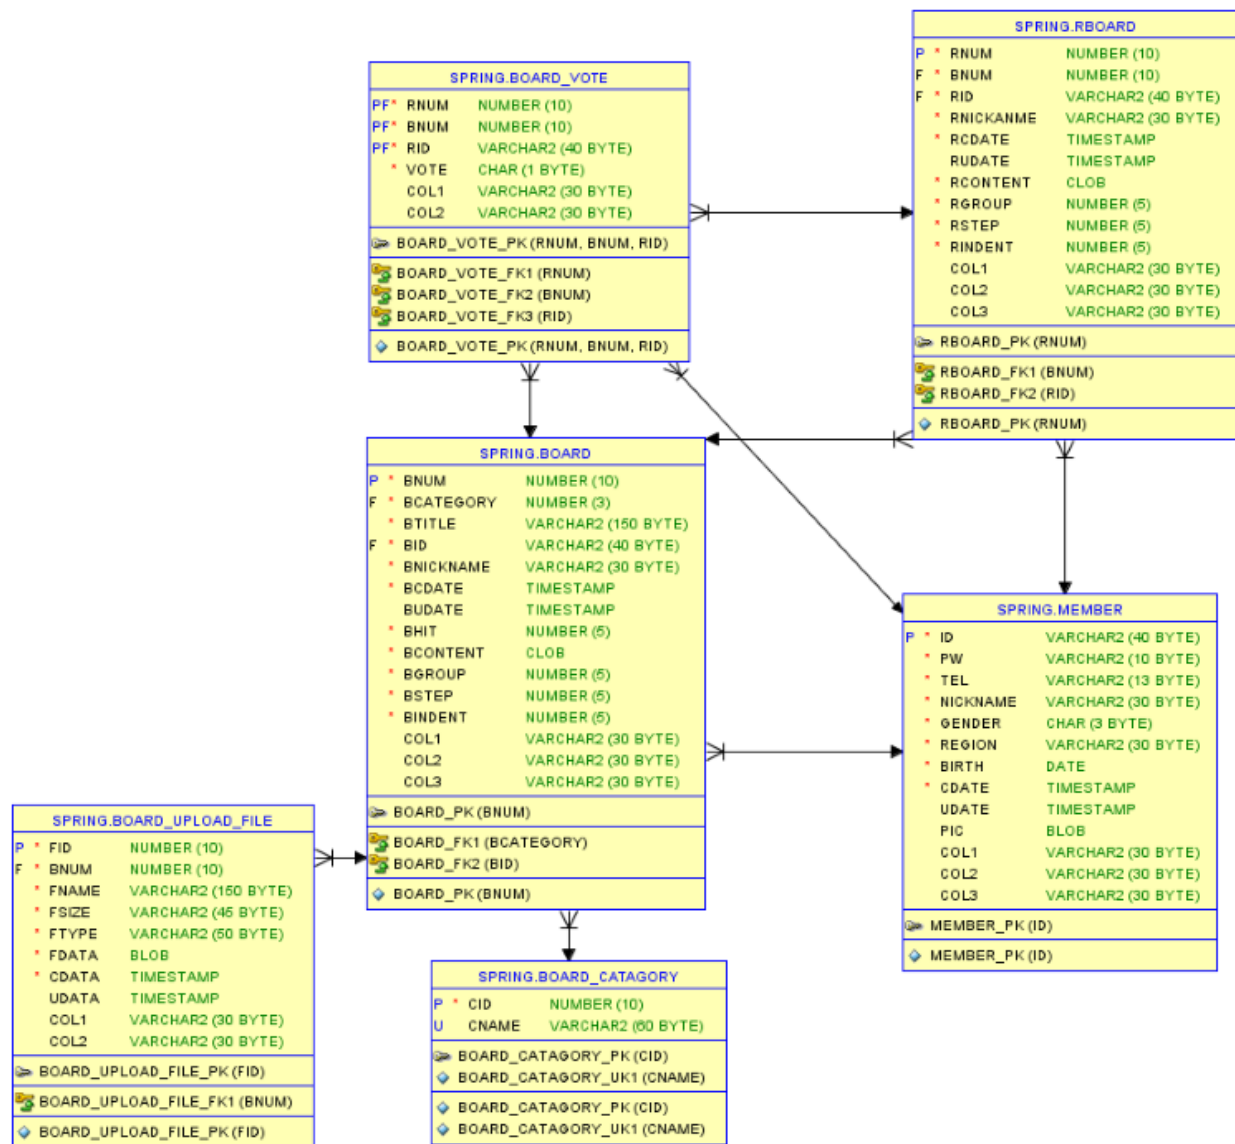 SPRING.BOARD_VOTE
PF* RNUM NUMBER (10)
PF* BNUM NUMBER (10)
PF* RID VARCHAR2 (40 BYTE)
* VOTE CHAR (1 BYTE)
COL1 VARCHAR2 (30 BYTE)
COL2 VARCHAR2 (30 BYTE)
BOARD_VOTE_PK (RNUM, BNUM, RID)
BOARD_VOTE_FK1 (RNUM)
BOARD_VOTE_FK2 (BNUM)
BOARD_VOTE_FK3 (RID)
BOARD_VOTE_PK (RNUM, BNUM, RID)
SPRING.RBOARD
P * RNUM NUMBER (10)
F * BNUM NUMBER (10)
F * RID VARCHAR2 (40 BYTE)
* RNICKANME VARCHAR2 (30 BYTE)
* RCDATE TIMESTAMP
RUDATE TIMESTAMP
* RCONTENT CLOB
* RGROUP NUMBER (5)
* RSTEP NUMBER (5)
* RINDENT NUMBER (5)
COL1 VARCHAR2 (30 BYTE)
COL2 VARCHAR2 (30 BYTE)
COL3 VARCHAR2 (30 BYTE)
RBOARD_PK (RNUM)
RBOARD_FK1 (BNUM)
RBOARD_FK2 (RID)
RBOARD_PK (RNUM)
SPRING.BOARD
P * BNUM NUMBER (10)
F * BCATEGORY NUMBER (3)
* BTITLE VARCHAR2 (150 BYTE)
F * BID VARCHAR2 (40 BYTE)
* BNICKNAME VARCHAR2 (30 BYTE)
* BCDATE TIMESTAMP
BUDATE TIMESTAMP
* BHIT NUMBER (5)
* BCONTENT CLOB
* BGROUP NUMBER (5)
* BSTEP NUMBER (5)
* BINDENT NUMBER (5)
COL1 VARCHAR2 (30 BYTE)
COL2 VARCHAR2 (30 BYTE)
COL3 VARCHAR2 (30 BYTE)
BOARD_PK (BNUM)
BOARD_FK1 (BCATEGORY)
BOARD_FK2 (BID)
BOARD_PK (BNUM)
SPRING.MEMBER
P * ID VARCHAR2 (40 BYTE)
* PW VARCHAR2 (10 BYTE)
* TEL VARCHAR2 (13 BYTE)
* NICKNAME VARCHAR2 (30 BYTE)
* GENDER CHAR (3 BYTE)
* REGION VARCHAR2 (30 BYTE)
* BIRTH DATE
* CDATE TIMESTAMP
UDATE TIMESTAMP
PIC BLOB
COL1 VARCHAR2 (30 BYTE)
COL2 VARCHAR2 (30 BYTE)
COL3 VARCHAR2 (30 BYTE)
MEMBER_PK (ID)
MEMBER_PK (ID)
SPRING.BOARD_UPLOAD_FILE
P * FID NUMBER (10)
F * BNUM NUMBER (10)
* FNAME VARCHAR2 (150 BYTE)
* FSIZE VARCHAR2 (45 BYTE)
* FTYPE VARCHAR2 (50 BYTE)
* FDATA BLOB
* CDATA TIMESTAMP
UDATA TIMESTAMP
COL1 VARCHAR2 (30 BYTE)
COL2 VARCHAR2 (30 BYTE)
BOARD_UPLOAD_FILE_PK (FID)
BOARD_UPLOAD_FILE_FK1 (BNUM)
BOARD_UPLOAD_FILE_PK (FID)
SPRING.BOARD_CATAGORY
P * CID NUMBER (10)
U CNAME VARCHAR2 (60 BYTE)
BOARD_CATAGORY_PK (CID)
BOARD_CATAGORY_UK1 (CNAME)
BOARD_CATAGORY_PK (CID)
BOARD_CATAGORY_UK1 (CNAME)